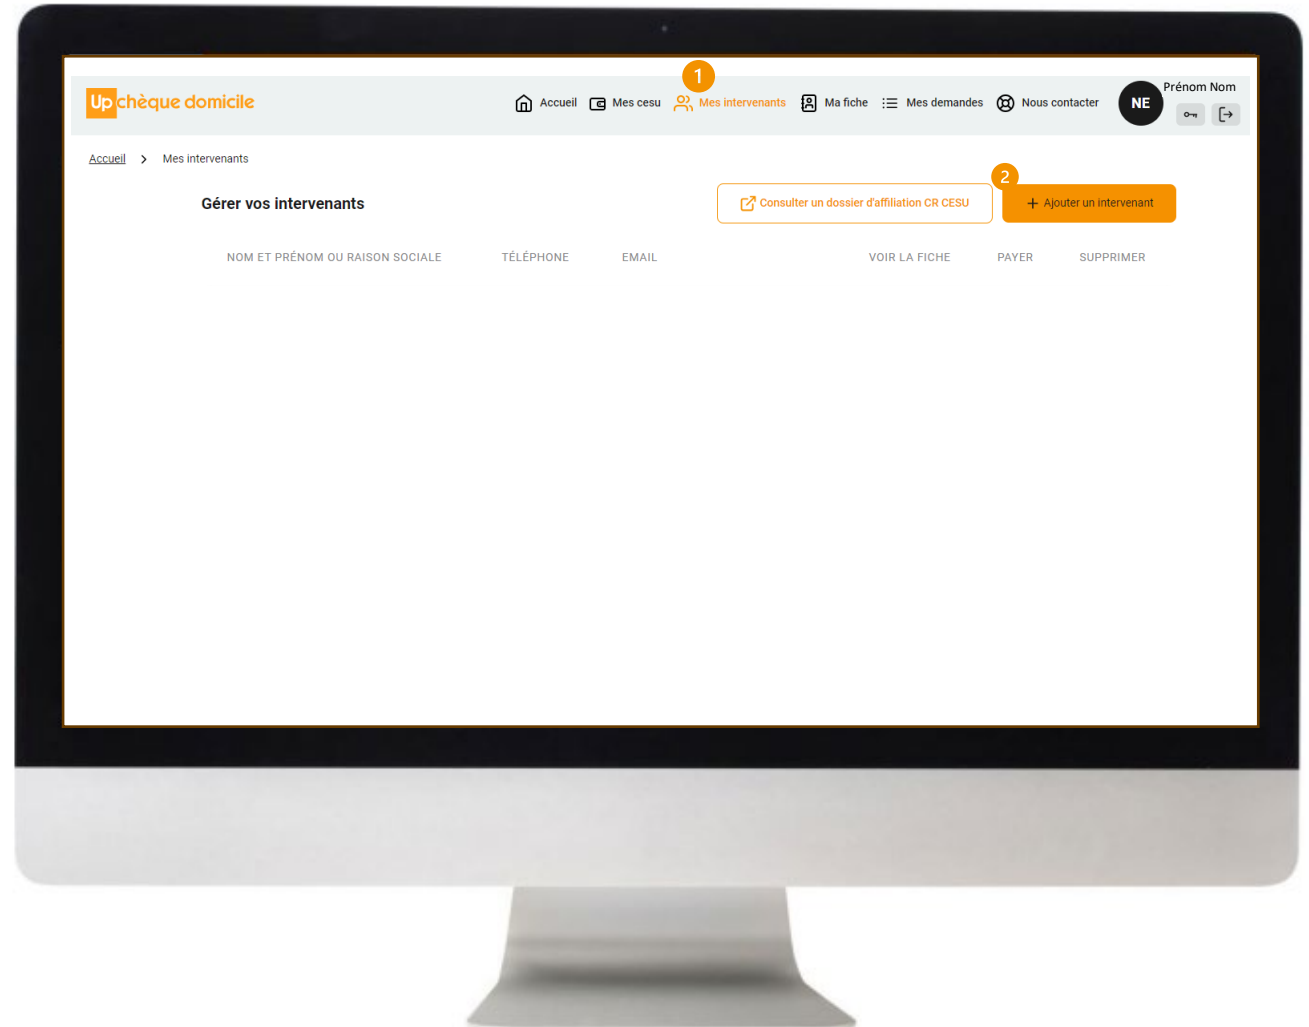 1
Up chèque domicile
Accueil Mes cesu Mes intervenants Ma fiche Mes demandes Nous contacter NE Prénom Nom
Accueil > Mes intervenants
2
Gérer vos intervenants Consulter un dossier d'affiliation CR CESU + Ajouter un intervenant
NOM ET PRÉNOM OU RAISON SOCIALE TÉLÉPHONE EMAIL VOIR LA FICHE PAYER SUPPRIMER